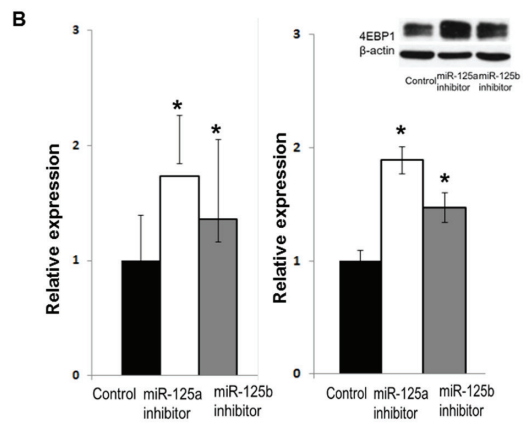 B
3
2
1
0
Relative expression
*
*
Control miR-125a miR-125b
inhibitor inhibitor
3
2
1
0
Relative expression
*
*
Control miR-125a miR-125b
inhibitor inhibitor
4EBP1
β-actin
Control miR-125a miR-125b
inhibitor inhibitor